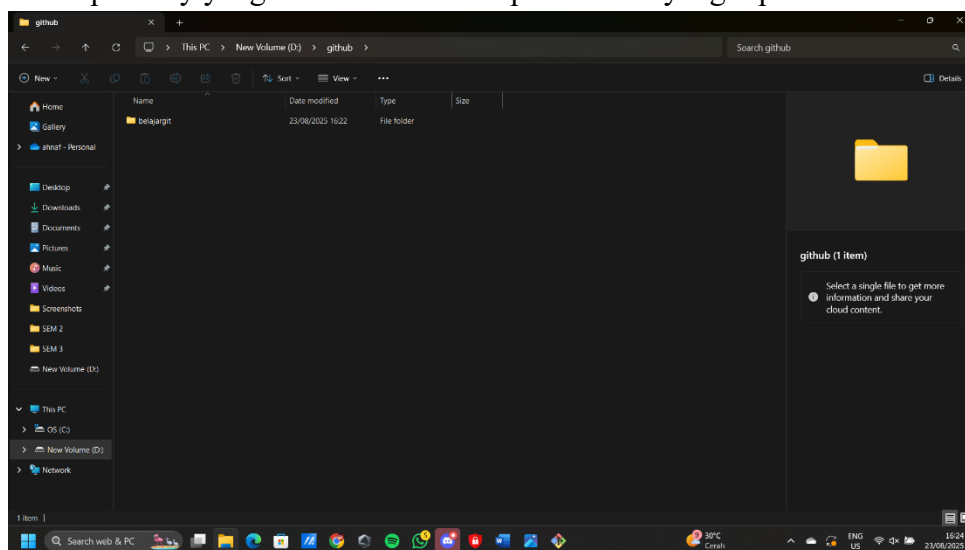 github
This PC > New Volume (D:) > github >
Search github
New
Sort
View
Details
Name
Date modified
Type
Size
belajargit
23/08/2025 16:22
File folder
Home
Gallery
ahnaf - Personal
Desktop
Downloads
Documents
Pictures
Music
Videos
Screenshots
SEM 2
SEM 3
New Volume (D:)
This PC
OS (C:)
New Volume (D:)
Network
github (1 item)
Select a single file to get more
information and share your
cloud content.
1 item
Search web & PC
30°C
Cerah
ENG
US
16:24
23/08/2025